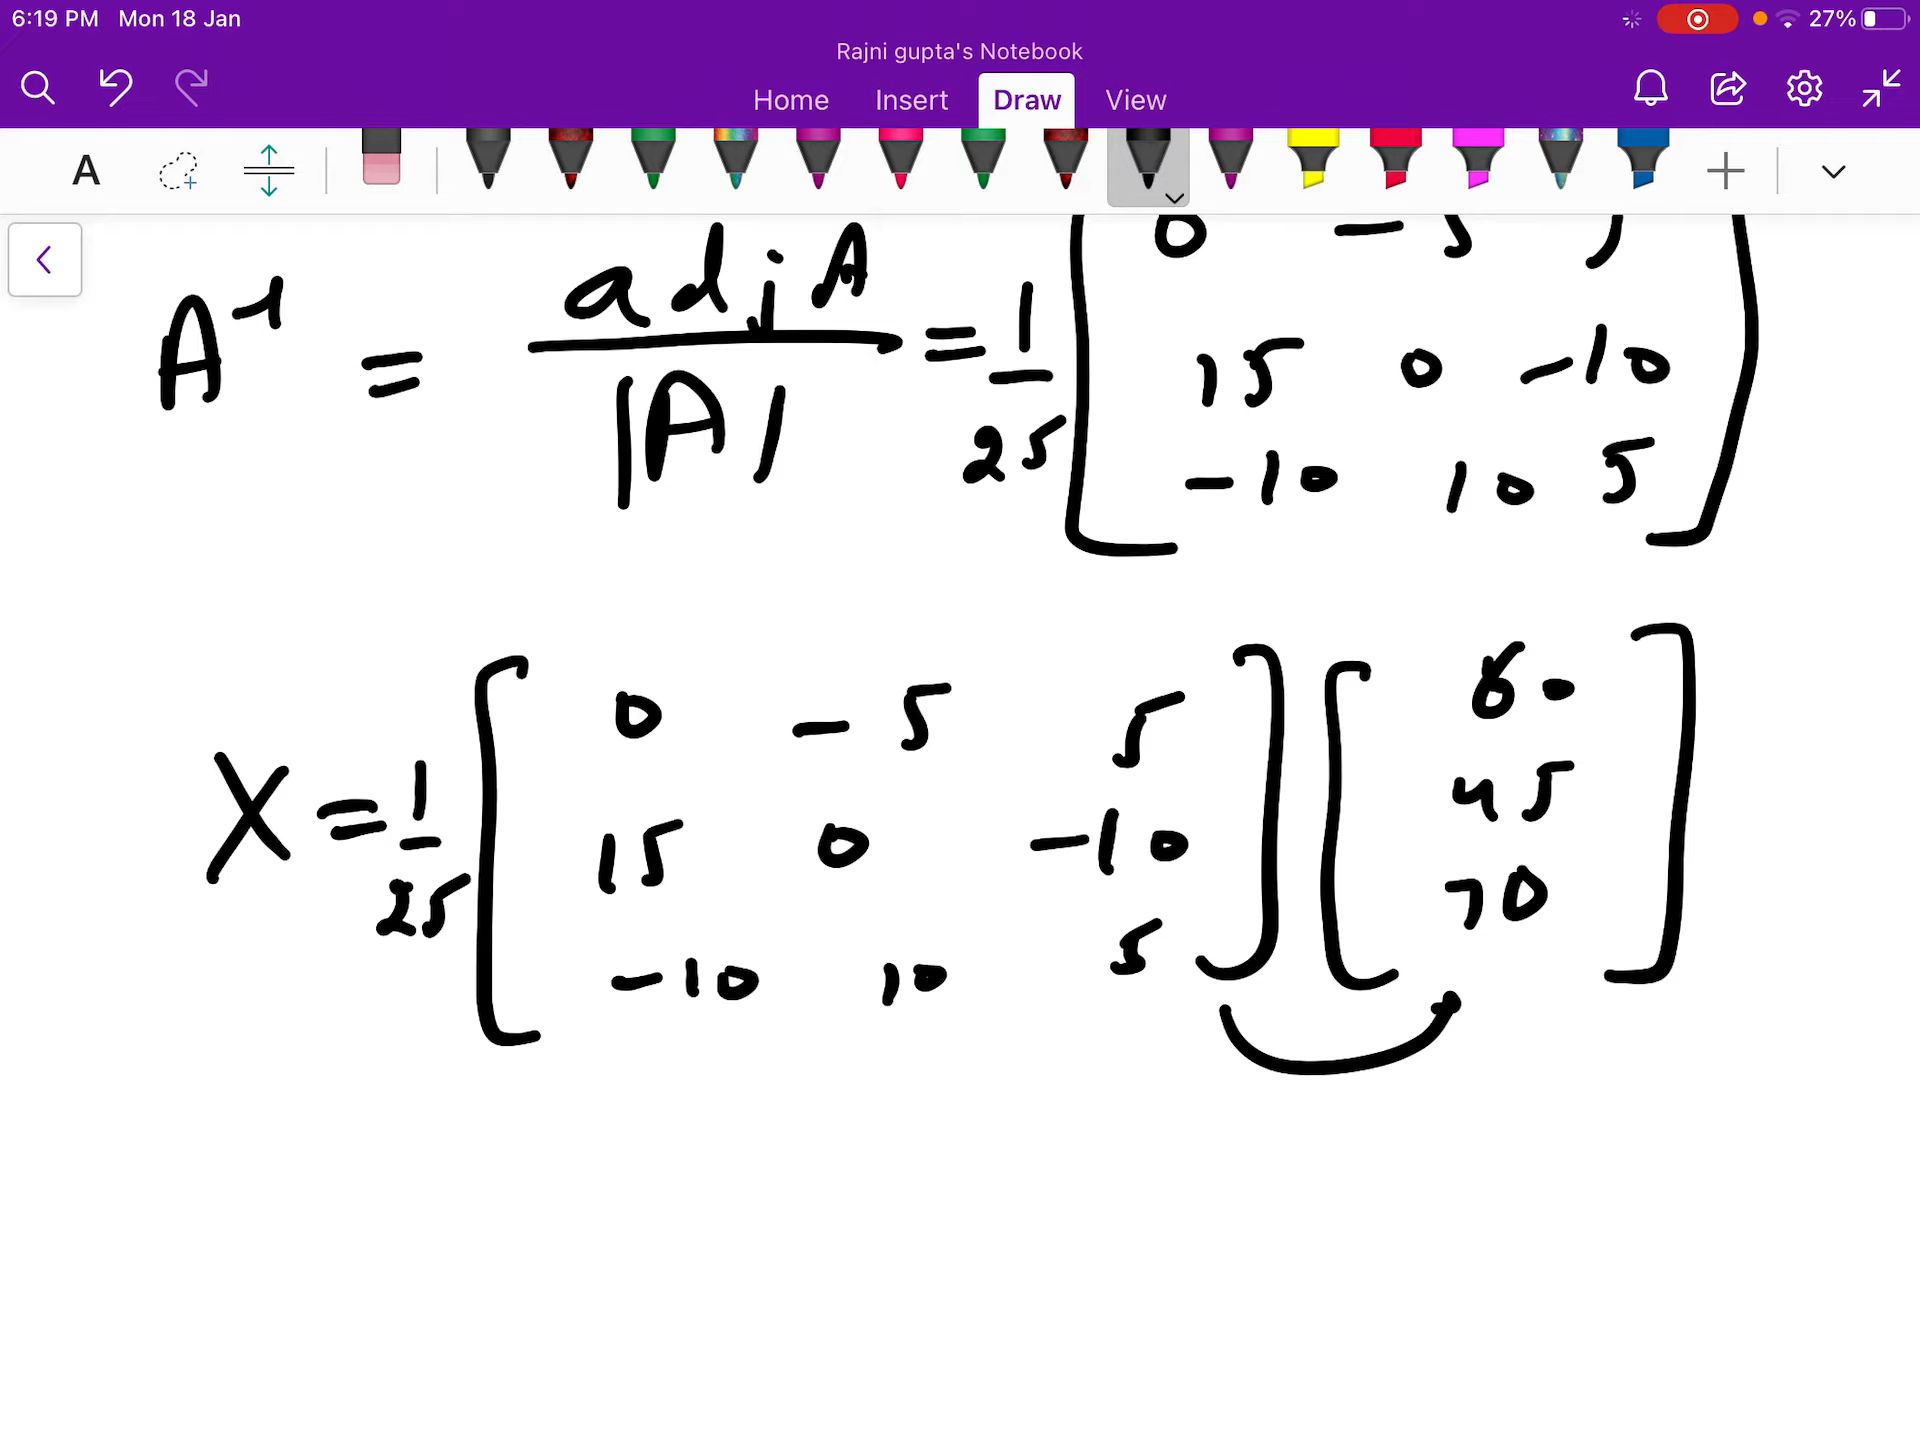 6:19 PM Mon 18 Jan 27%
Rajni gupta's Notebook
Home Insert Draw View
A
0 -5
A⁻¹ = adj A / |A| = 1/25
15 0 -10
-10 10 5
0 -5 5 60
X = 1/25 15 0 -10 45
-10 10 5 70